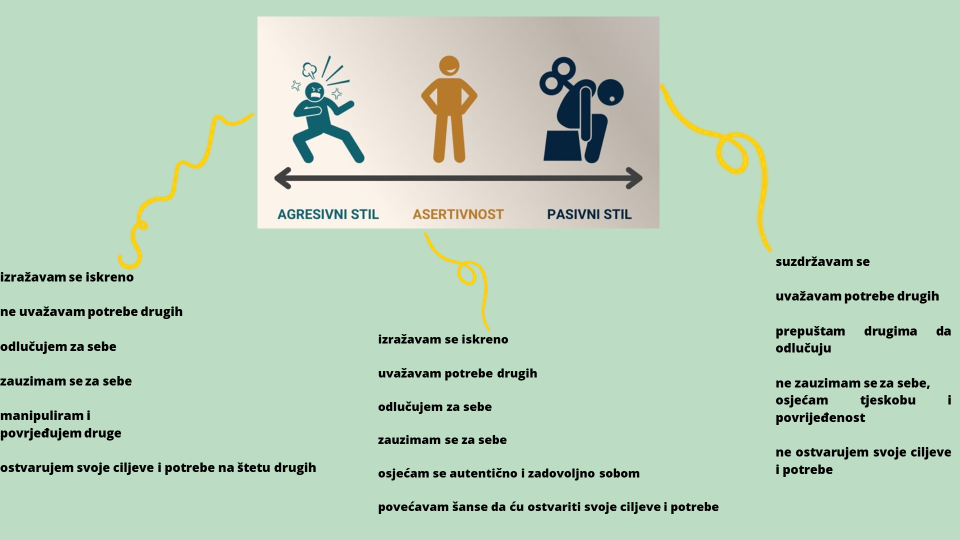 AGRESIVNI STIL
ASERTIVNOST
PASIVNI STIL
izražavam se iskreno
ne uvažavam potrebe drugih
odlučujem za sebe
zauzimam se za sebe
manipuliram i
povrjeđujem druge
ostvarujem svoje ciljeve i potrebe na štetu drugih
izražavam se iskreno
uvažavam potrebe drugih
odlučujem za sebe
zauzimam se za sebe
osjećam se autentično i zadovoljno sobom
povećavam šanse da ću ostvariti svoje ciljeve i potrebe
suzdržavam se
uvažavam potrebe drugih
prepuštam drugima da
odlučuju
ne zauzimam se za sebe,
osjećam tjeskobu i
povrijeđenost
ne ostvarujem svoje ciljeve
i potrebe